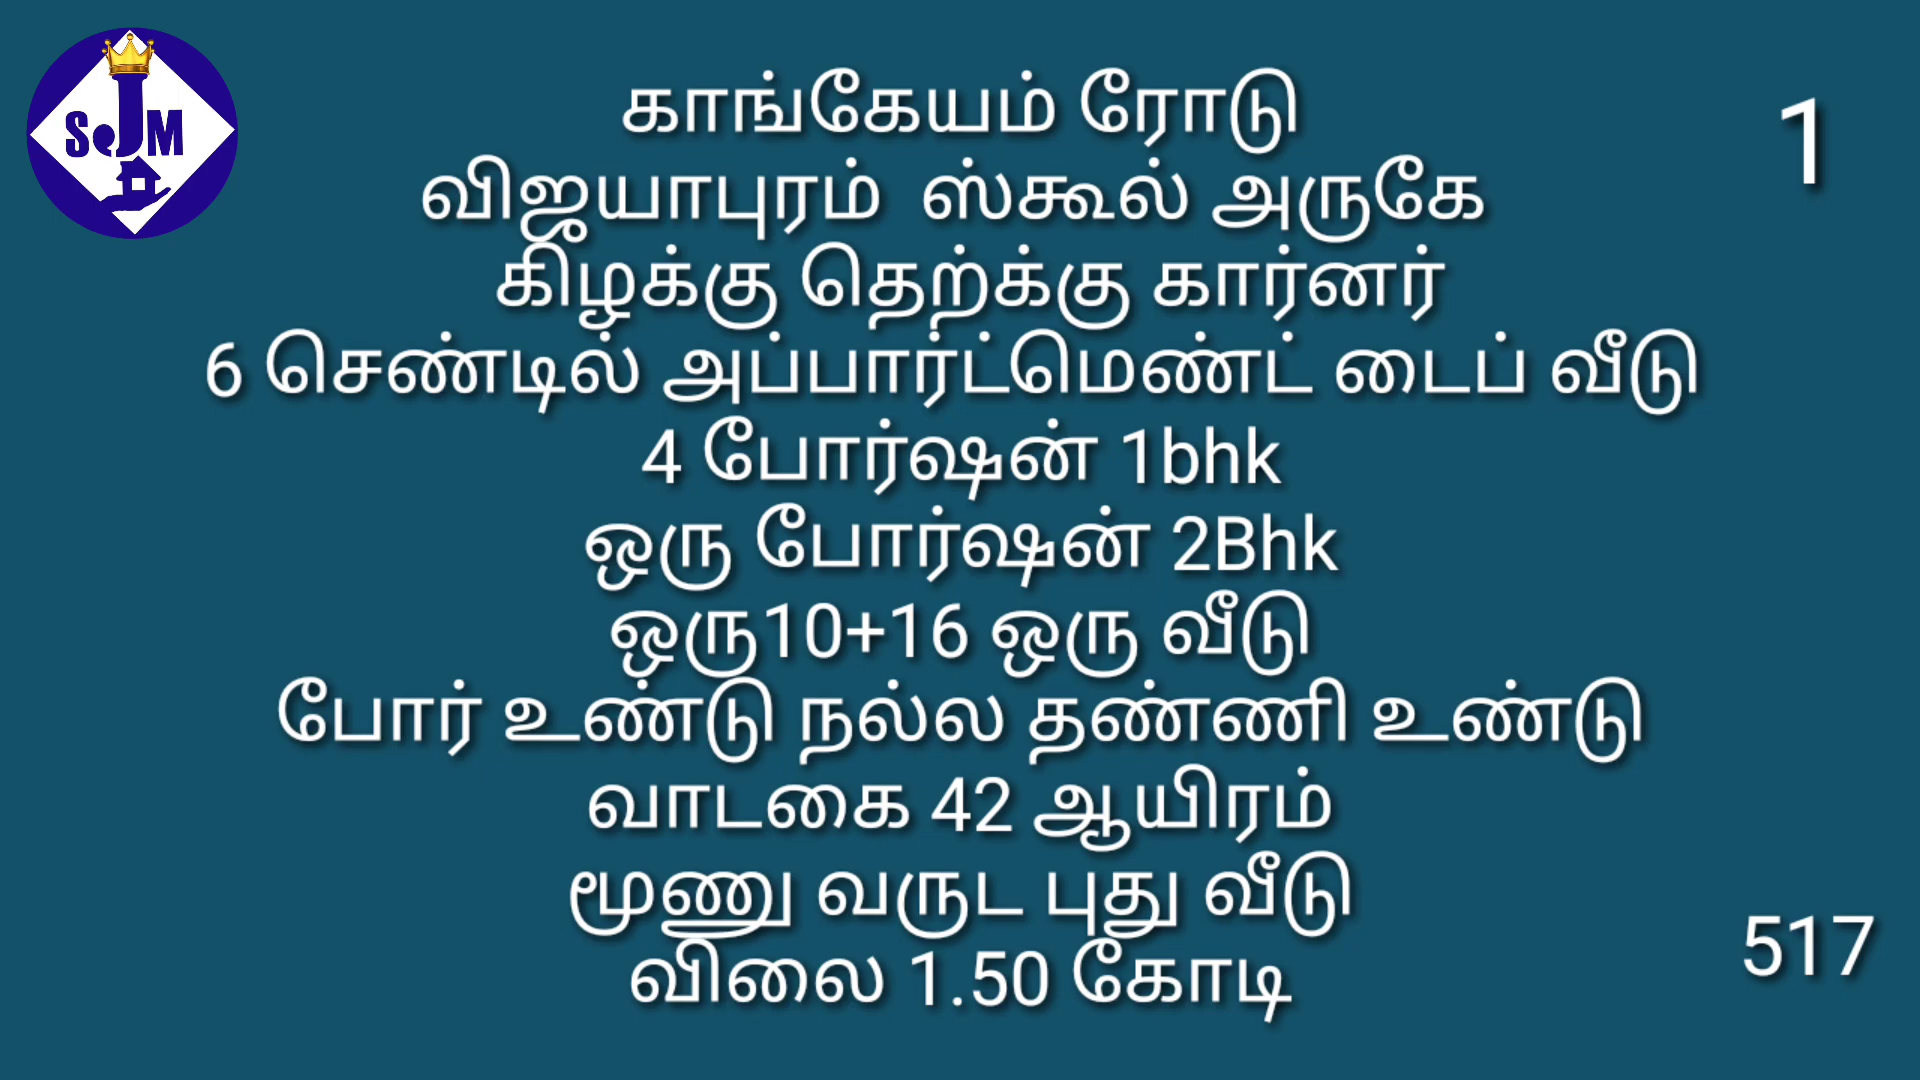 SJM
காங்கேயம் ரோடு
1
விஜயாபுரம் ஸ்கூல் அருகே
கிழக்கு தெற்க்கு கார்னர்
6 செண்டில் அப்பார்ட்மெண்ட் டைப் வீடு
4 போர்ஷன் 1bhk
ஒரு போர்ஷன் 2Bhk
ஒரு10+16 ஒரு வீடு
போர் உண்டு நல்ல தண்ணி உண்டு
வாடகை 42 ஆயிரம்
மூணு வருட புது வீடு
517
விலை 1.50 கோடி